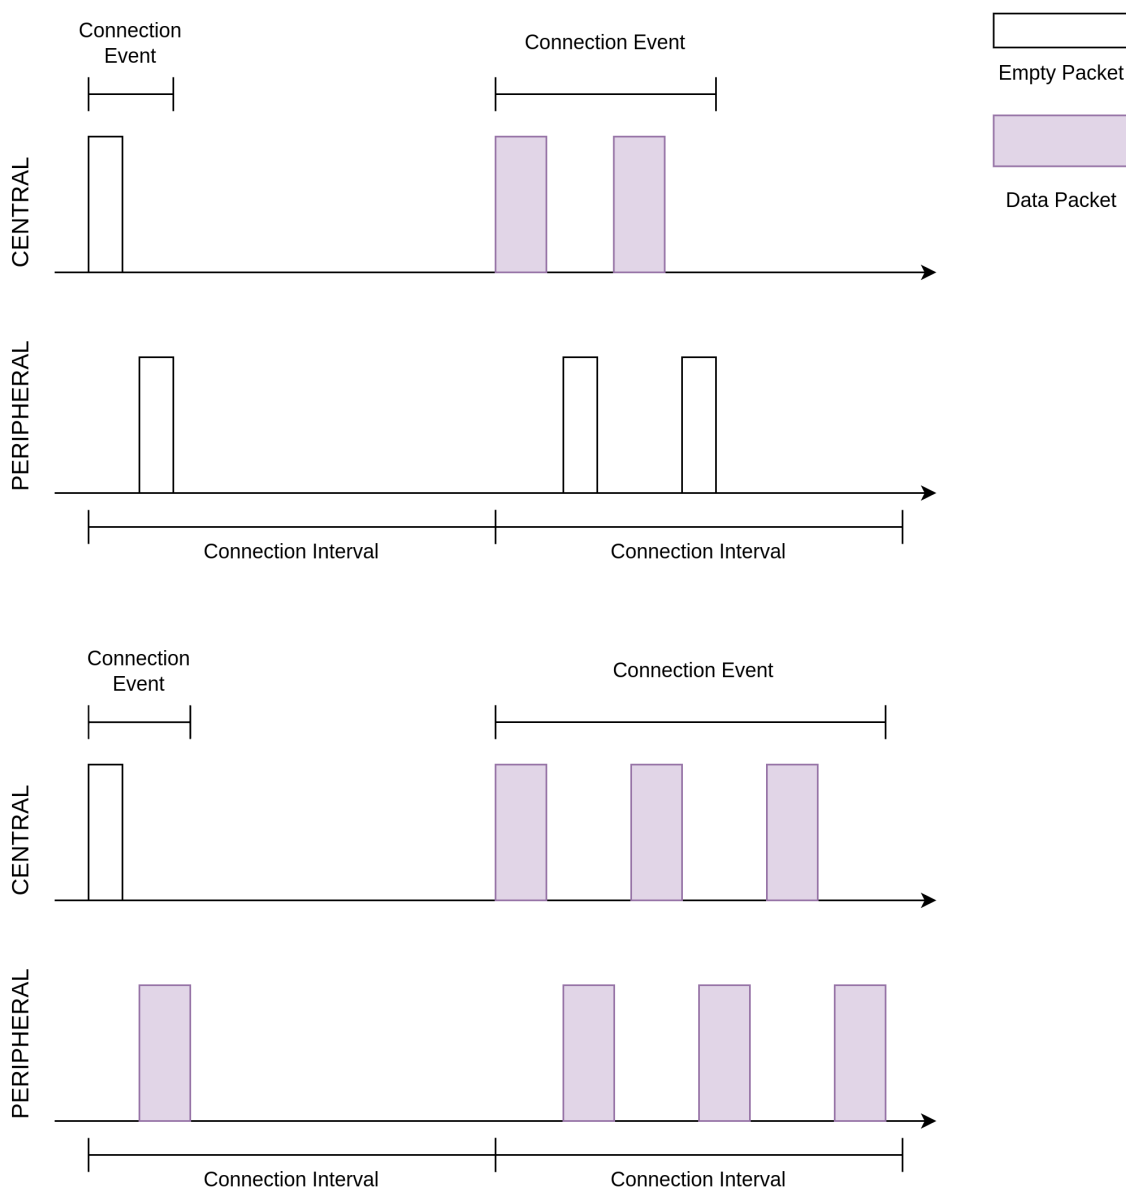 Connection
Event
Connection Event
Empty Packet
Data Packet
CENTRAL
PERIPHERAL
Connection Interval
Connection Interval
Connection
Event
Connection Event
CENTRAL
PERIPHERAL
Connection Interval
Connection Interval